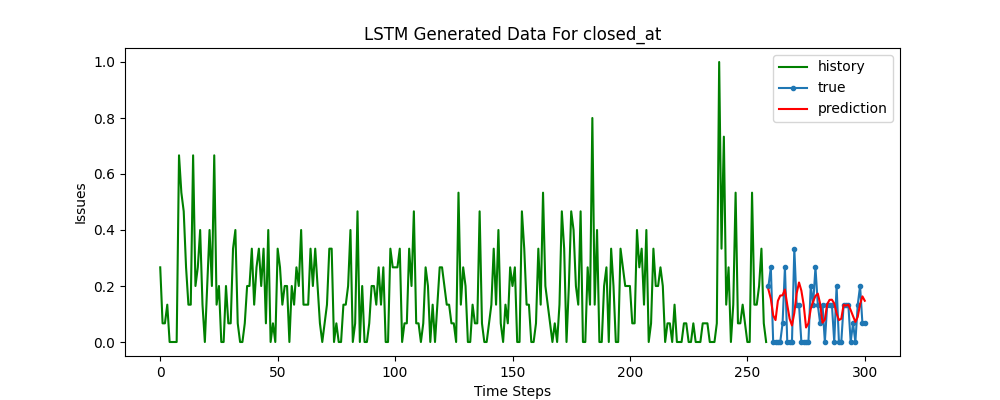 LSTM Generated Data For closed_at
history
true
prediction
1.0
0.8
0.6
0.4
0.2
0.0
Issues
0
50
100
150
200
250
300
Time Steps